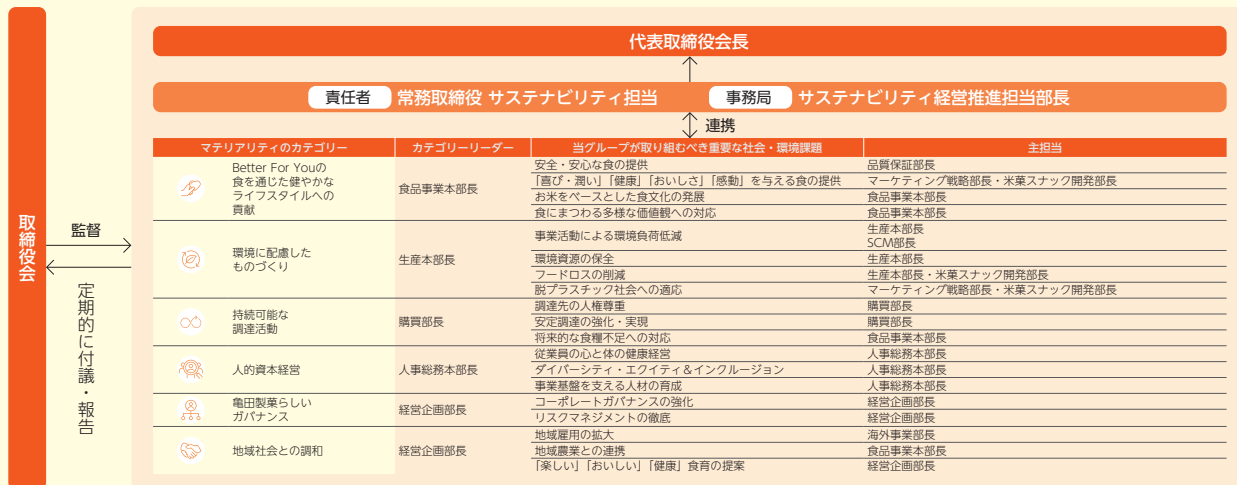 取締役会
監督
定期的に付議・報告
代表取締役会長
責任者 常務取締役 サステナビリティ担当 事務局 サステナビリティ経営推進担当部長
連携
マテリアリティのカテゴリー カテゴリーリーダー 当グループが取り組むべき重要な社会・環境課題 主担当
Better For Youの
食を通じた健やかな
ライフスタイルへの
貢献
食品事業本部長
安全・安心な食の提供 品質保証部長
「喜び・潤い」「健康」「おいしさ」「感動」を与える食の提供 マーケティング戦略部長・米菓スナック開発部長
お米をベースとした食文化の発展 食品事業本部長
食にまつわる多様な価値観への対応 食品事業本部長
環境に配慮した
ものづくり
生産本部長
事業活動による環境負荷低減 生産本部長
SCM部長
環境資源の保全 生産本部長
フードロスの削減 生産本部長・米菓スナック開発部長
脱プラスチック社会への適応 マーケティング戦略部長・米菓スナック開発部長
持続可能な
調達活動
購買部長
調達先の人権尊重 購買部長
安定調達の強化・実現 購買部長
将来的な食糧不足への対応 食品事業本部長
人的資本経営 人事総務本部長
従業員の心と体の健康経営 人事総務本部長
ダイバーシティ・エクイティ＆インクルージョン 人事総務本部長
事業基盤を支える人材の育成 人事総務本部長
亀田製菓らしい
ガバナンス
経営企画部長
コーポレートガバナンスの強化 経営企画部長
リスクマネジメントの徹底 経営企画部長
地域社会との調和 経営企画部長
地域雇用の拡大 海外事業部長
地域農業との連携 食品事業本部長
「楽しい」「おいしい」「健康」食育の提案 経営企画部長